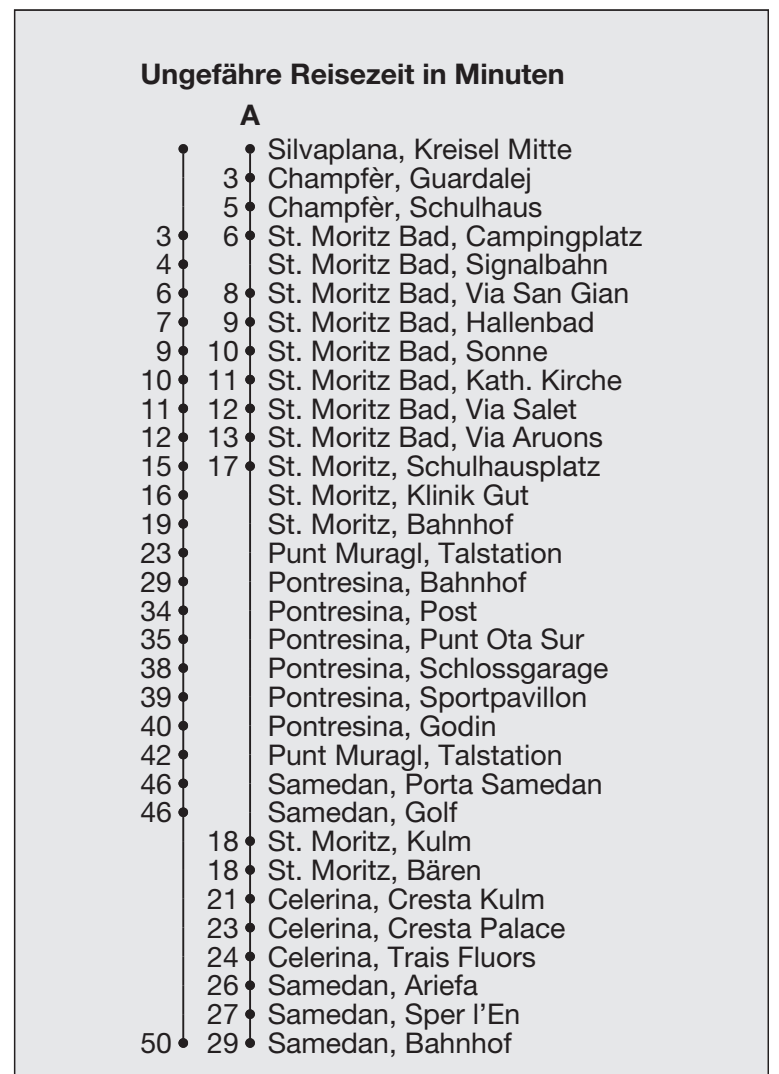 Ungefähre Reisezeit in Minuten
A
Silvaplana, Kreisel Mitte
3 Champfèr, Guardalej
5 Champfèr, Schulhaus
3 6 St. Moritz Bad, Campingplatz
4 St. Moritz Bad, Signalbahn
6 8 St. Moritz Bad, Via San Gian
7 9 St. Moritz Bad, Hallenbad
9 10 St. Moritz Bad, Sonne
10 11 St. Moritz Bad, Kath. Kirche
11 12 St. Moritz Bad, Via Salet
12 13 St. Moritz Bad, Via Aruons
15 17 St. Moritz, Schulhausplatz
16 St. Moritz, Klinik Gut
19 St. Moritz, Bahnhof
23 Punt Muragl, Talstation
29 Pontresina, Bahnhof
34 Pontresina, Post
35 Pontresina, Punt Ota Sur
38 Pontresina, Schlossgarage
39 Pontresina, Sportpavillon
40 Pontresina, Godin
42 Punt Muragl, Talstation
46 Samedan, Porta Samedan
46 Samedan, Golf
18 St. Moritz, Kulm
18 St. Moritz, Bären
21 Celerina, Cresta Kulm
23 Celerina, Cresta Palace
24 Celerina, Trais Fluors
26 Samedan, Ariefa
27 Samedan, Sper l'En
50 29 Samedan, Bahnhof